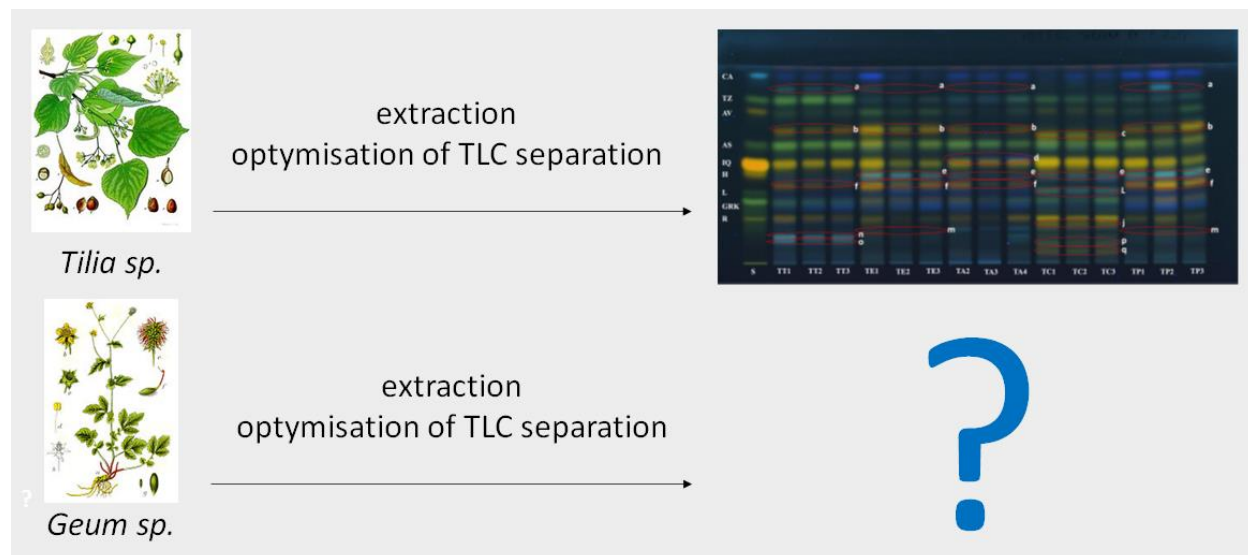 extraction
optymisation of TLC separation
Tilia sp.
CA
TZ
AV
AS
IQ
H
L
GRK
R
a a a a
b b b b
c
d
e e e e
f f f f
L
j
m m
n
o
p
q
S TT1 TT2 TT3 TE1 TE2 TE3 TA2 TA3 TA4 TC1 TC2 TC3 TP1 TP2 TP3
extraction
optymisation of TLC separation
?
?
Geum sp.